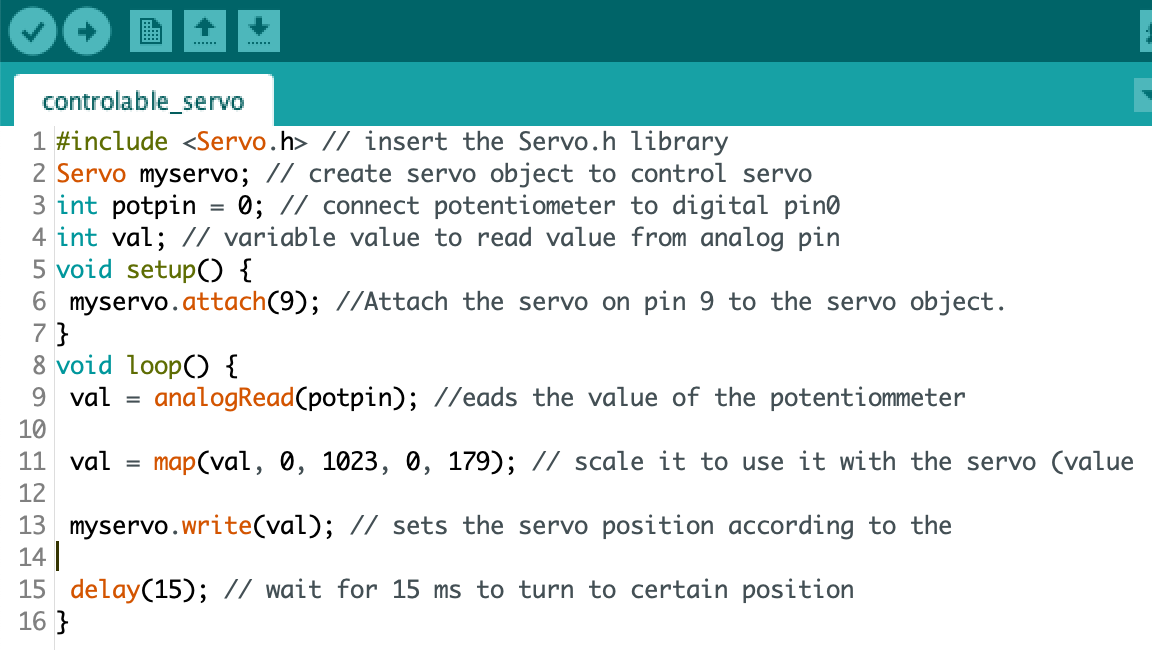 controlable_servo
1 #include <Servo.h> // insert the Servo.h library
2 Servo myservo; // create servo object to control servo
3 int potpin = 0; // connect potentiometer to digital pin0
4 int val; // variable value to read value from analog pin
5 void setup() {
6  myservo.attach(9); //Attach the servo on pin 9 to the servo object.
7 }
8 void loop() {
9  val = analogRead(potpin); //eads the value of the potentiommeter
10
11  val = map(val, 0, 1023, 0, 179); // scale it to use it with the servo (value
12
13  myservo.write(val); // sets the servo position according to the
14
15  delay(15); // wait for 15 ms to turn to certain position
16 }